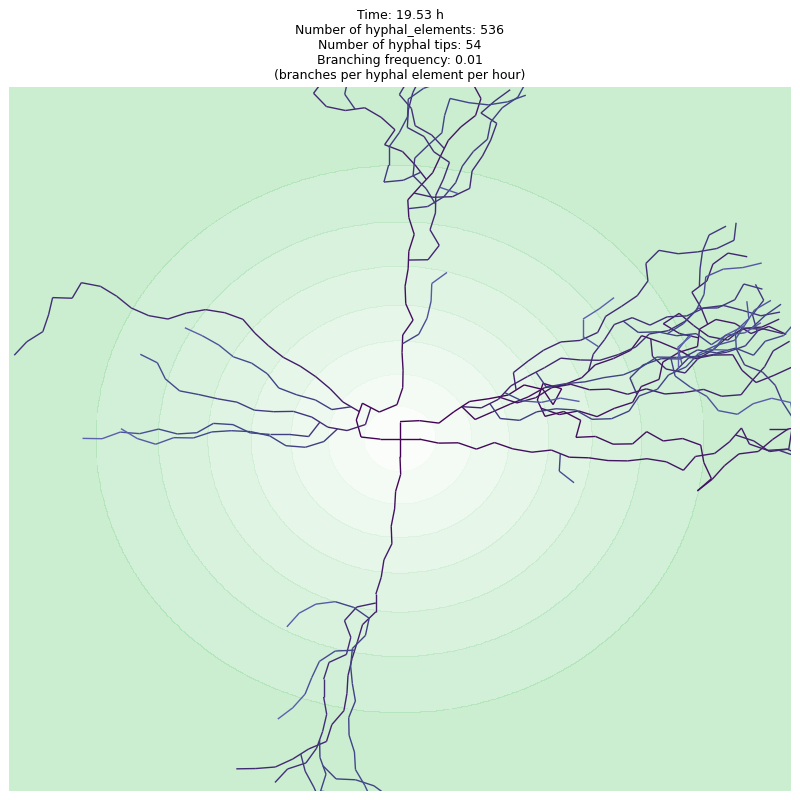 Time: 19.53 h
Number of hyphal_elements: 536
Number of hyphal tips: 54
Branching frequency: 0.01
(branches per hyphal element per hour)